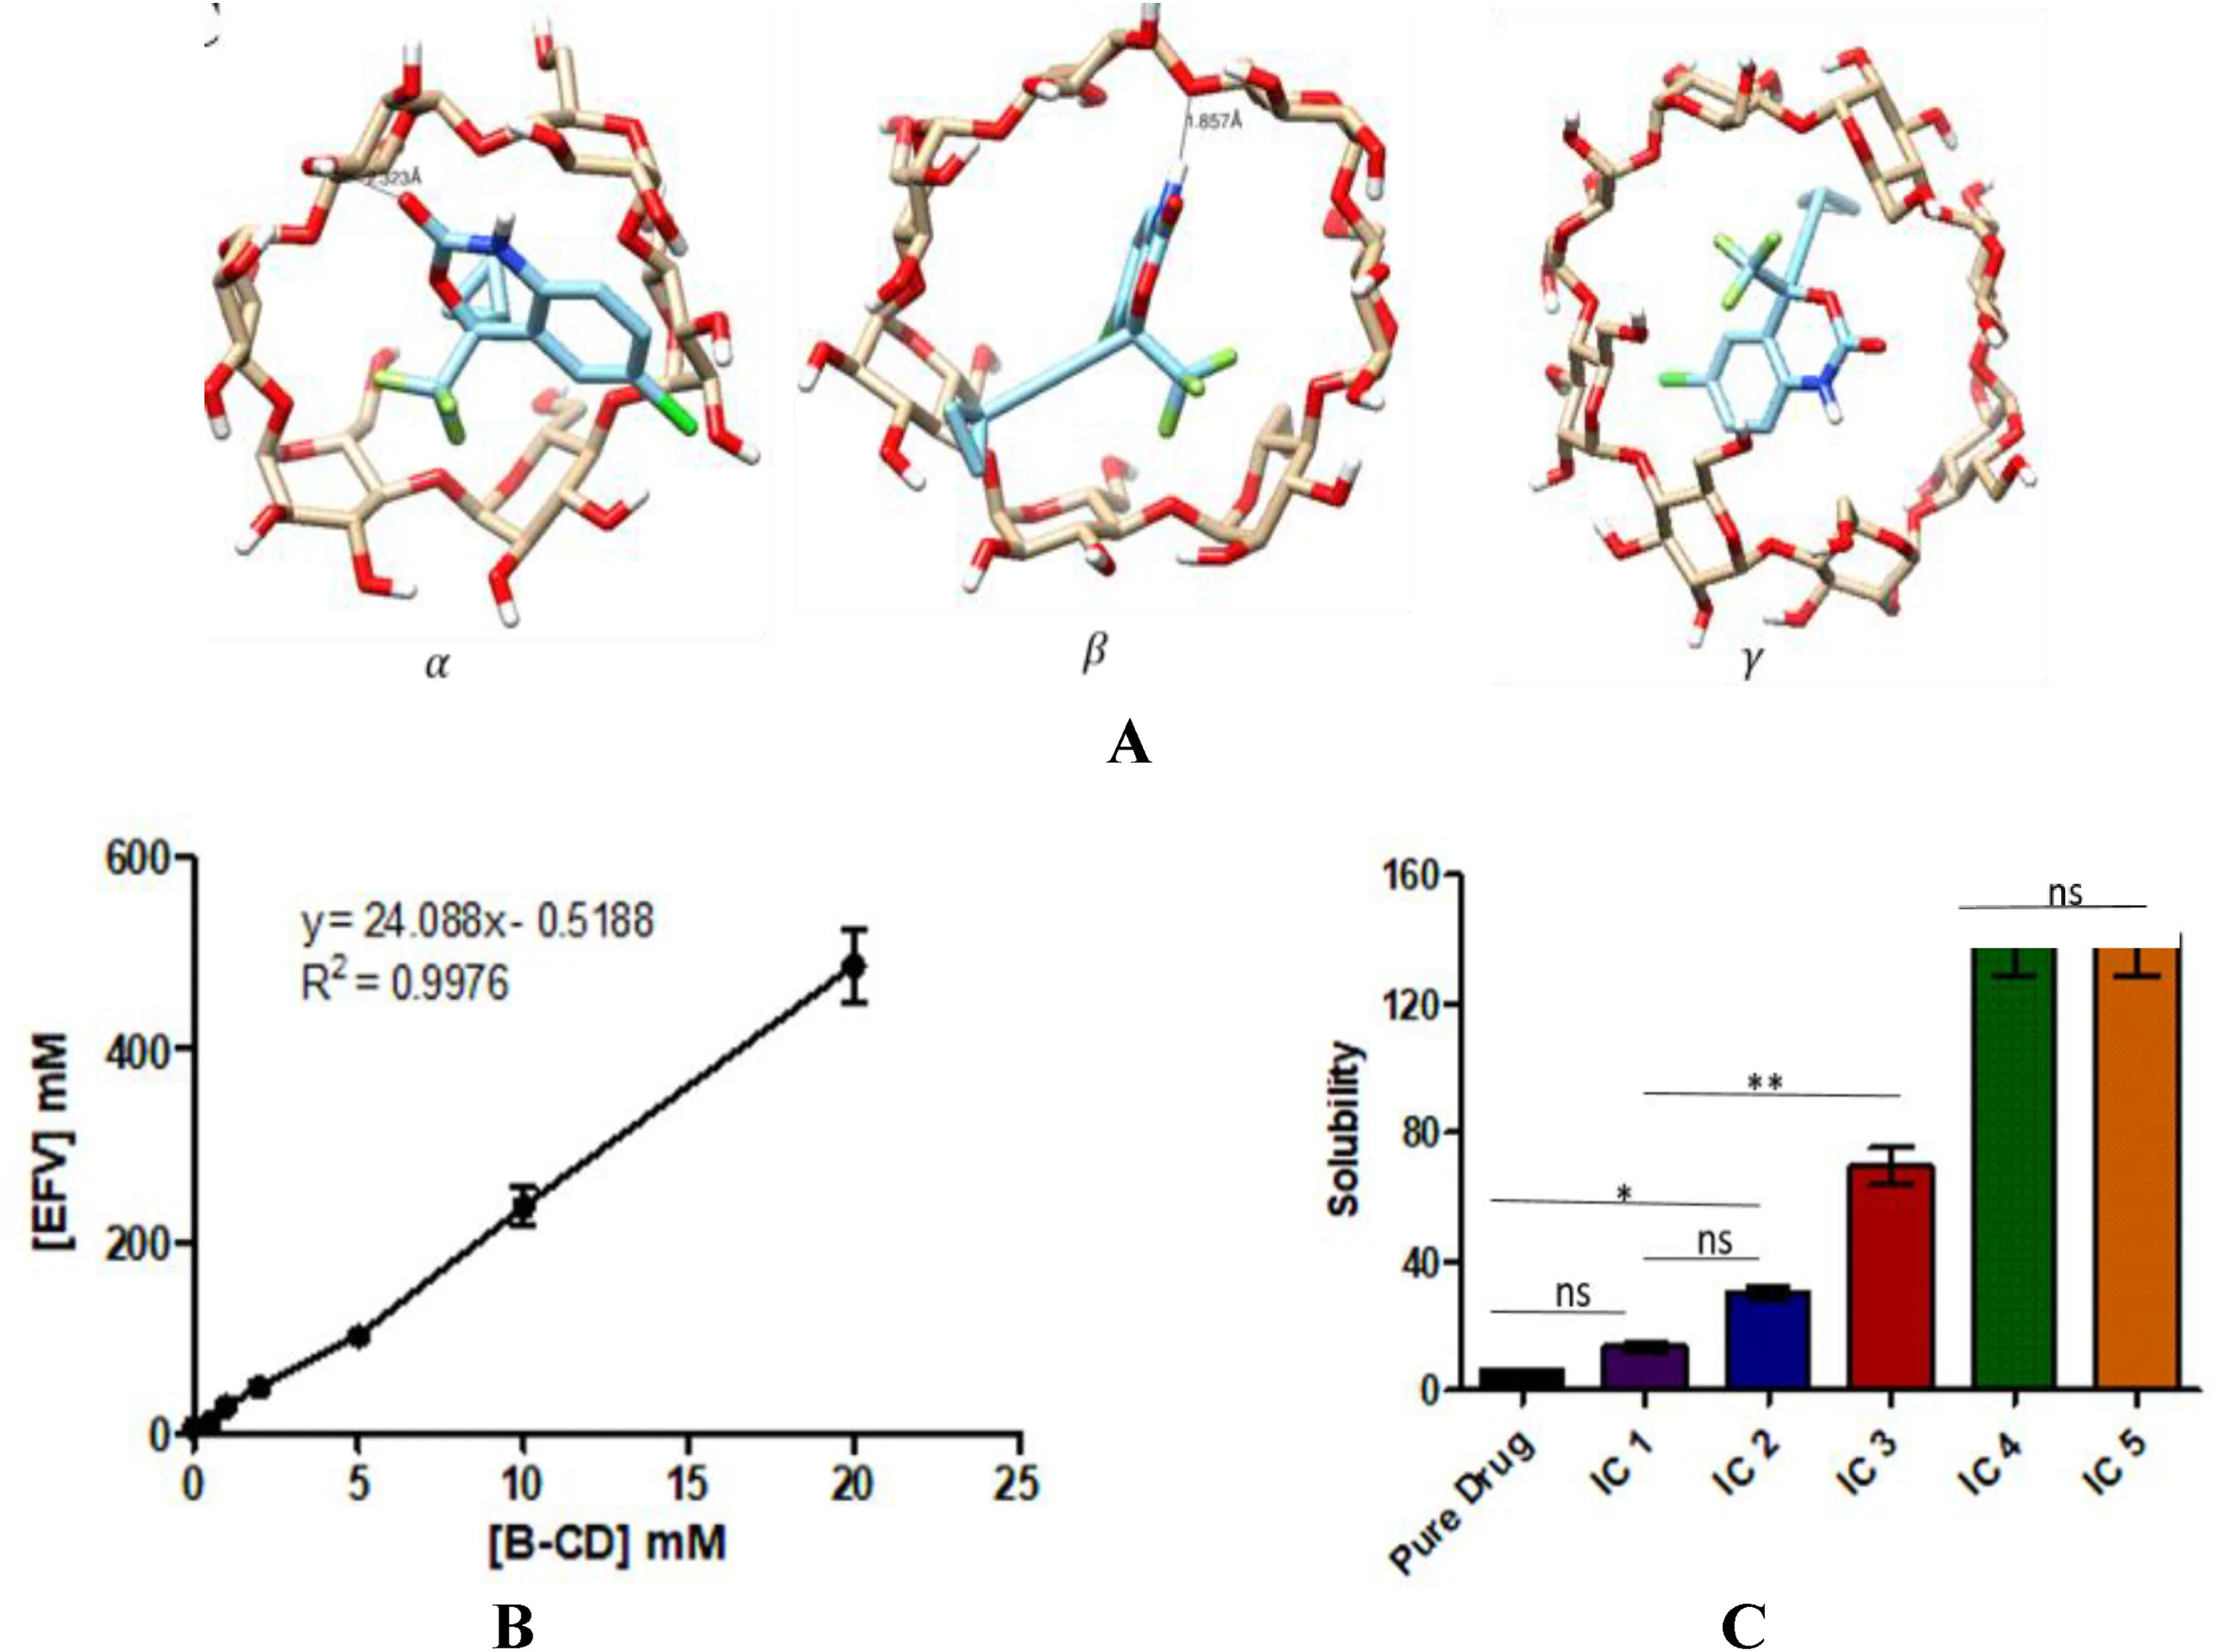 2.323Å
1.857Å
α
β
γ
A
600
400
200
0
y= 24.088x- 0.5188
R² = 0.9976
[EFV] mM
0 5 10 15 20 25
[B-CD] mM
B
160
120
80
40
0
Solubility
ns
**
*
ns
ns
Pure Drug
IC 1
IC 2
IC 3
IC 4
IC 5
C